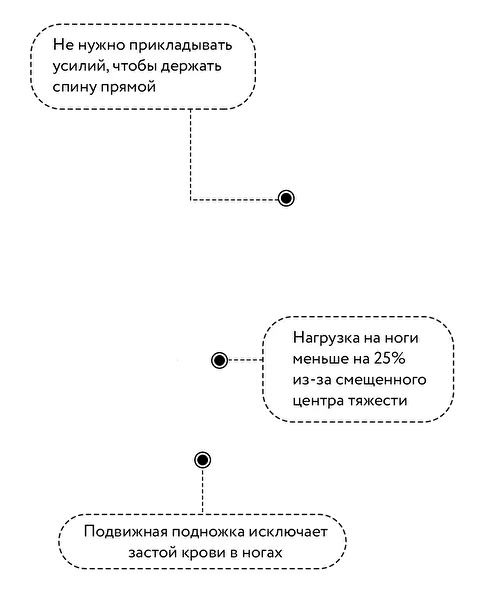 Не нужно прикладывать
усилий, чтобы держать
спину прямой
Нагрузка на ноги
меньше на 25%
из-за смещенного
центра тяжести
Подвижная подножка исключает
застой крови в ногах